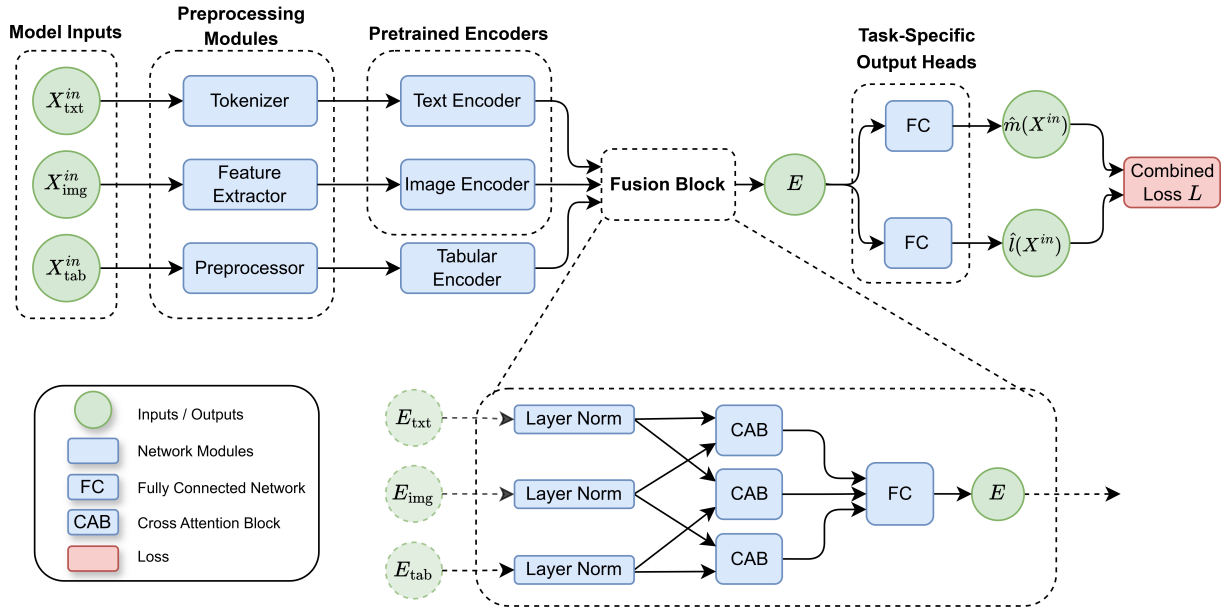 Model Inputs
Preprocessing
Modules
Pretrained Encoders
Task-Specific
Output Heads
X_txt^in
Tokenizer
Text Encoder
FC
m̂(X^in)
X_img^in
Feature
Extractor
Image Encoder
Fusion Block
E
Combined
Loss L
X_tab^in
Preprocessor
Tabular
Encoder
FC
l̂(X^in)
Inputs / Outputs
Network Modules
FC
Fully Connected Network
CAB
Cross Attention Block
Loss
E_txt
Layer Norm
CAB
E_img
Layer Norm
CAB
FC
E
E_tab
Layer Norm
CAB